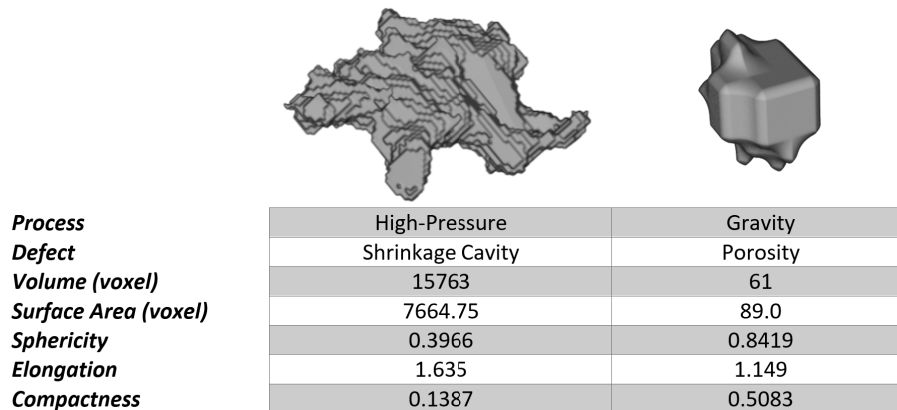 Process High-Pressure Gravity
Defect Shrinkage Cavity Porosity
Volume (voxel) 15763 61
Surface Area (voxel) 7664.75 89.0
Sphericity 0.3966 0.8419
Elongation 1.635 1.149
Compactness 0.1387 0.5083